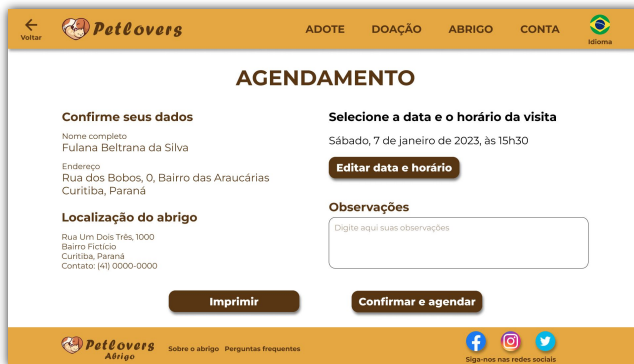 Voltar
Petlovers
ADOTE
DOAÇÃO
ABRIGO
CONTA
Idioma
AGENDAMENTO
Confirme seus dados
Nome completo
Fulana Beltrana da Silva
Endereço
Rua dos Bobos, 0, Bairro das Araucárias
Curitiba, Paraná
Localização do abrigo
Rua Um Dois Três, 1000
Bairro Fictício
Curitiba, Paraná
Contato: (41) 0000-0000
Selecione a data e o horário da visita
Sábado, 7 de janeiro de 2023, às 15h30
Editar data e horário
Observações
Digite aqui suas observações
Imprimir
Confirmar e agendar
Petlovers
Abrigo
Sobre o abrigo
Perguntas frequentes
Siga-nos nas redes sociais